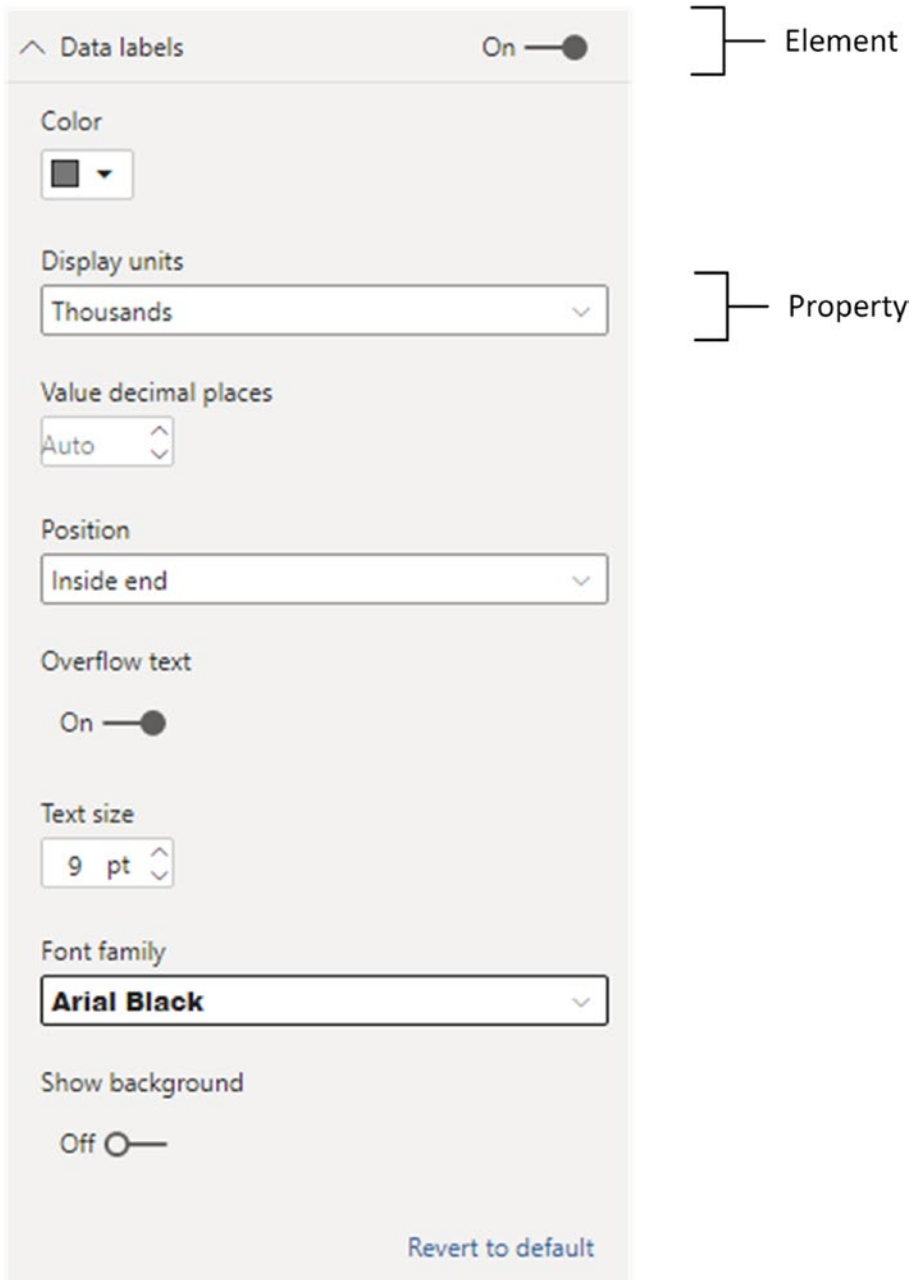 Data labels On Element
Color
Display units
Thousands Property
Value decimal places
Auto
Position
Inside end
Overflow text
On
Text size
9 pt
Font family
Arial Black
Show background
Off
Revert to default